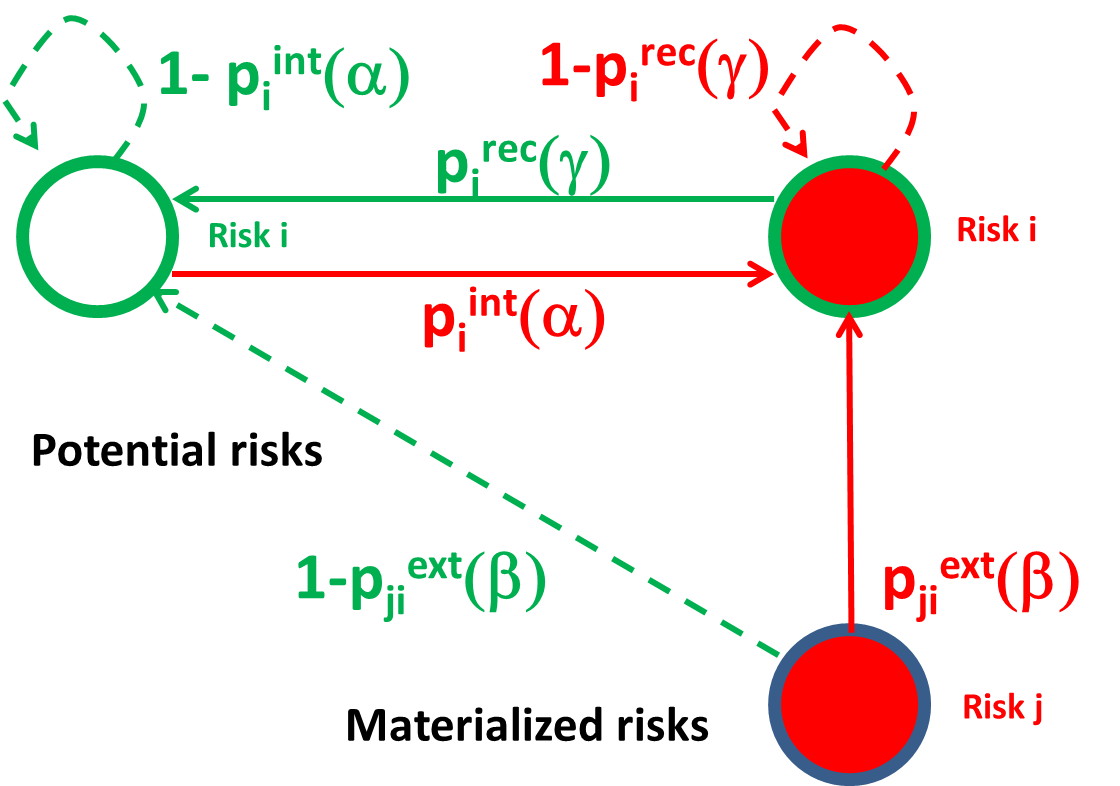 1- pᵢⁱⁿᵗ(α)
1-pᵢʳᵉᶜ(γ)
pᵢʳᵉᶜ(γ)
Risk i
Risk i
pᵢⁱⁿᵗ(α)
Potential risks
1-pⱼᵢᵉˣᵗ(β)
pⱼᵢᵉˣᵗ(β)
Materialized risks
Risk j